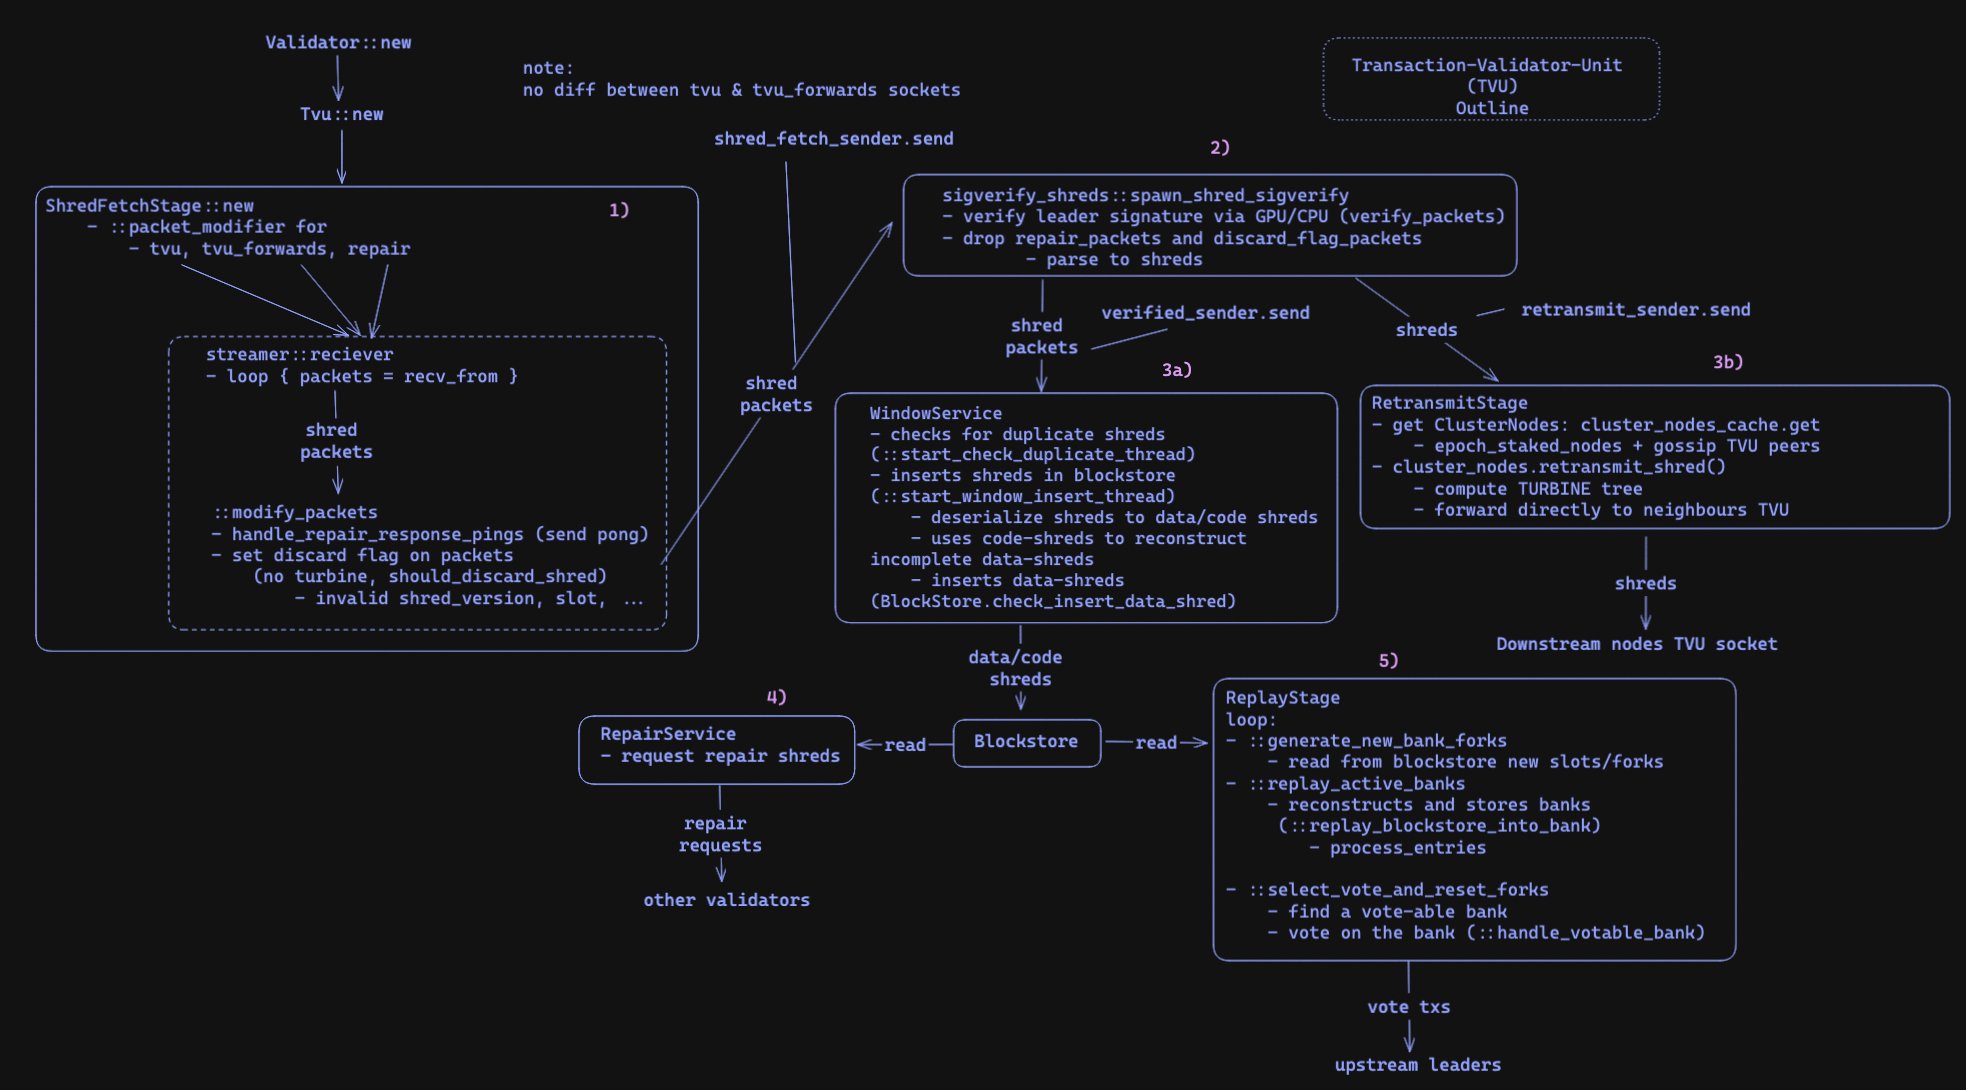 Validator::new
note:
no diff between tvu & tvu_forwards sockets
Tvu::new
Transaction-Validator-Unit
(TVU)
Outline
shred_fetch_sender.send
1)
ShredFetchStage::new
- ::packet_modifier for
- tvu, tvu_forwards, repair
streamer::reciever
- loop { packets = recv_from }
shred
packets
::modify_packets
- handle_repair_response_pings (send pong)
- set discard flag on packets
(no turbine, should_discard_shred)
- invalid shred_version, slot, ...
shred
packets
2)
sigverify_shreds::spawn_shred_sigverify
- verify leader signature via GPU/CPU (verify_packets)
- drop repair_packets and discard_flag_packets
- parse to shreds
shred
packets
verified_sender.send
shreds
retransmit_sender.send
3a)
WindowService
- checks for duplicate shreds
(::start_check_duplicate_thread)
- inserts shreds in blockstore
(::start_window_insert_thread)
- deserialize shreds to data/code shreds
- uses code-shreds to reconstruct
incomplete data-shreds
- inserts data-shreds
(BlockStore.check_insert_data_shred)
3b)
RetransmitStage
- get ClusterNodes: cluster_nodes_cache.get
- epoch_staked_nodes + gossip TVU peers
- cluster_nodes.retransmit_shred()
- compute TURBINE tree
- forward directly to neighbours TVU
shreds
Downstream nodes TVU socket
data/code
shreds
Blockstore
read
read
4)
RepairService
- request repair shreds
repair
requests
other validators
5)
ReplayStage
loop:
- ::generate_new_bank_forks
- read from blockstore new slots/forks
- ::replay_active_banks
- reconstructs and stores banks
(::replay_blockstore_into_bank)
- process_entries
- ::select_vote_and_reset_forks
- find a vote-able bank
- vote on the bank (::handle_votable_bank)
vote txs
upstream leaders